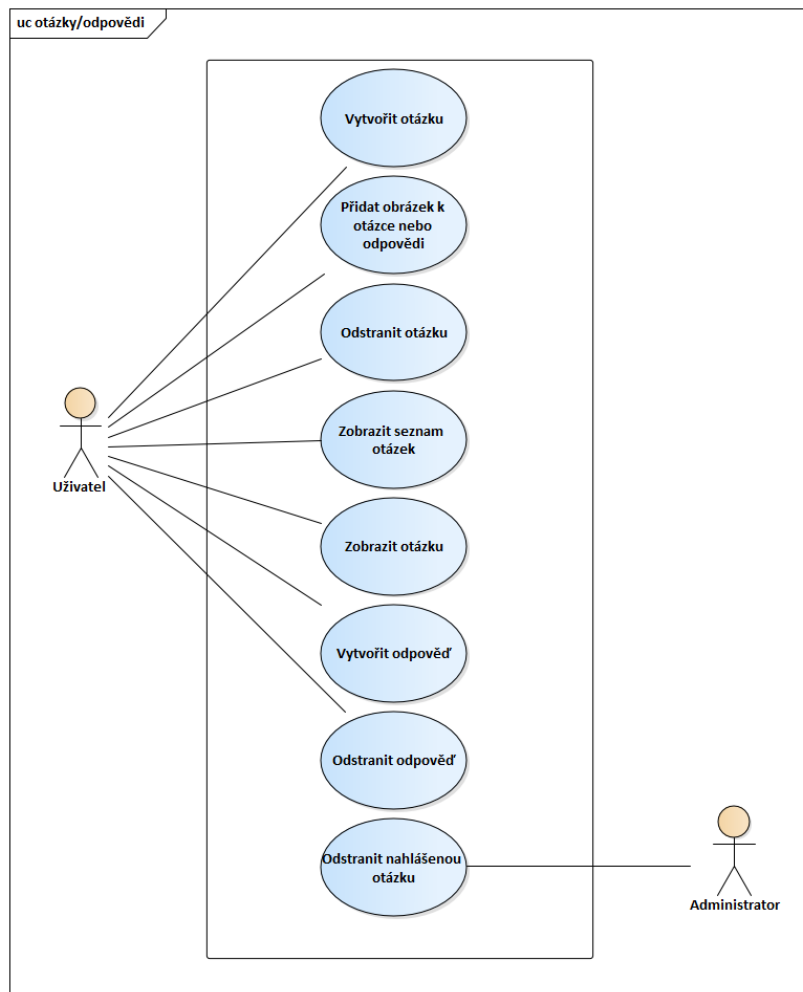 uc otázky/odpovědi
Vytvořit otázku
Přidat obrázek k
otázce nebo
odpovědi
Odstranit otázku
Zobrazit seznam
otázek
Uživatel
Zobrazit otázku
Vytvořit odpověď
Odstranit odpověď
Odstranit nahlášenou
otázku
Administrator